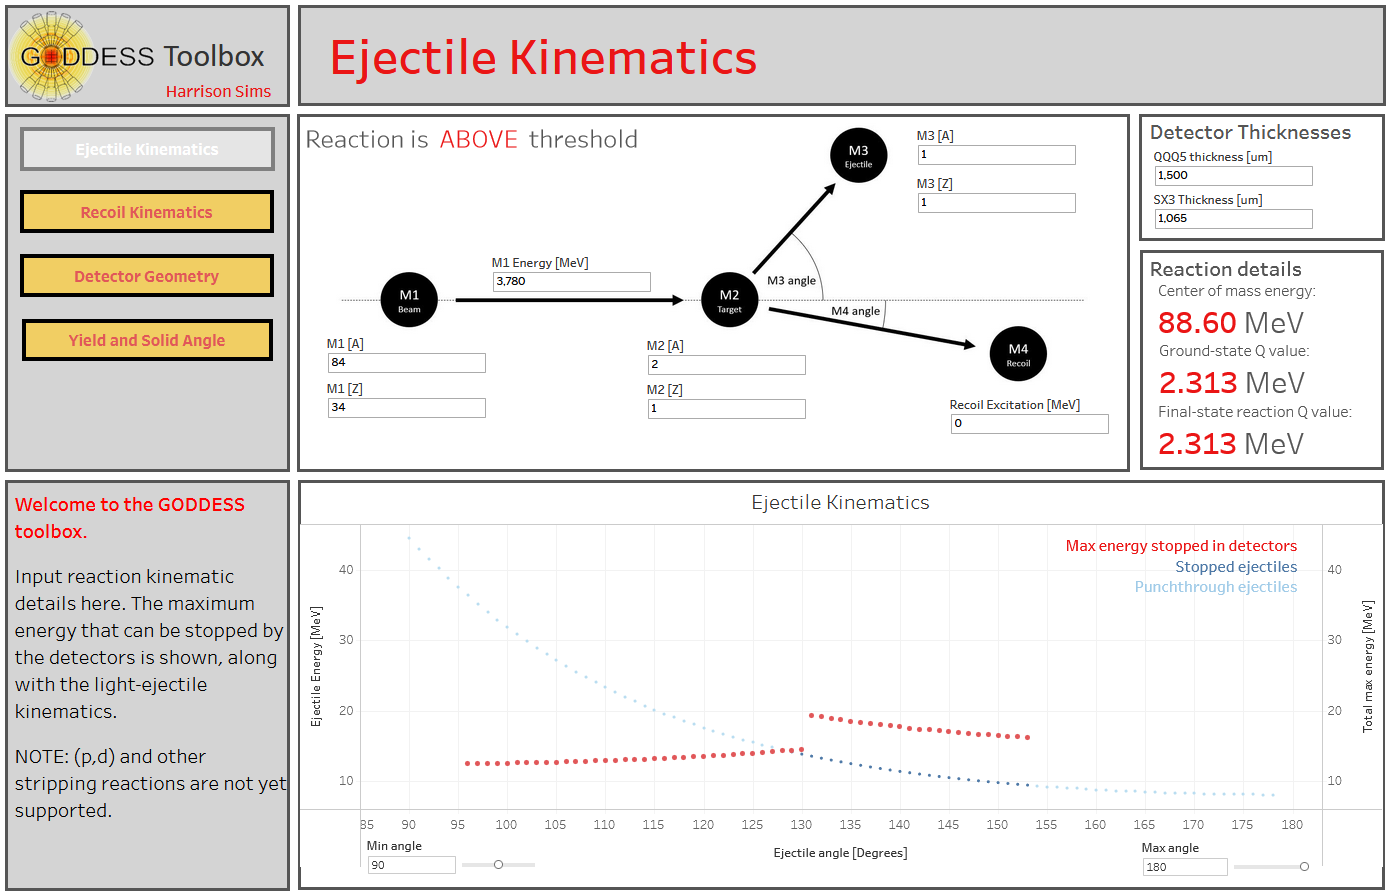 GODDESS Toolbox
Harrison Sims
Ejectile Kinematics
Ejectile Kinematics
Recoil Kinematics
Detector Geometry
Yield and Solid Angle
Reaction is ABOVE threshold
M3
Ejectile
M3 [A]
1
M3 [Z]
1
M1 Energy [MeV]
3,780
M1
Beam
M2
Target
M3 angle
M4 angle
M4
Recoil
M1 [A]
84
M1 [Z]
34
M2 [A]
2
M2 [Z]
1
Recoil Excitation [MeV]
0
Detector Thicknesses
QQQ5 thickness [um]
1,500
SX3 Thickness [um]
1,065
Reaction details
Center of mass energy:
88.60 MeV
Ground-state Q value:
2.313 MeV
Final-state reaction Q value:
2.313 MeV
Welcome to the GODDESS
toolbox.
Input reaction kinematic
details here. The maximum
energy that can be stopped by
the detectors is shown, along
with the light-ejectile
kinematics.
NOTE: (p,d) and other
stripping reactions are not yet
supported.
Ejectile Kinematics
Max energy stopped in detectors
Stopped ejectiles
Punchthrough ejectiles
Ejectile Energy [MeV]
40
30
20
10
40
30
20
10
Total max energy [MeV]
85 90 95 100 105 110 115 120 125 130 135 140 145 150 155 160 165 170 175 180
Ejectile angle [Degrees]
Min angle
90
Max angle
180